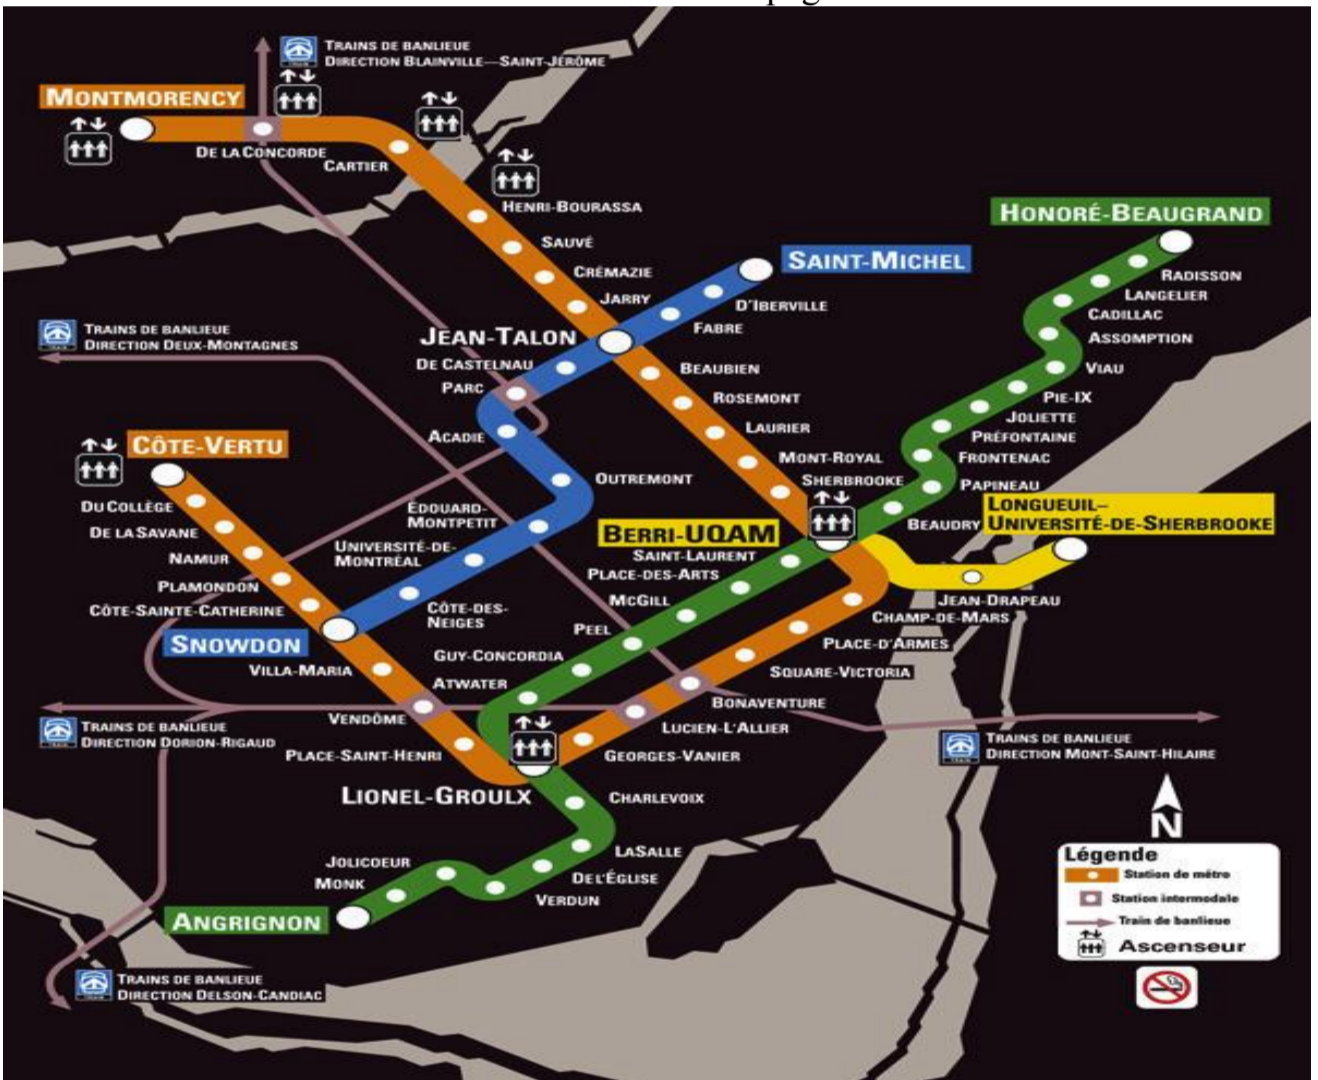 TRAINS DE BANLIEUE
DIRECTION BLAINVILLE—SAINT-JÉRÔME
MONTMORENCY
DE LA CONCORDE
CARTIER
HENRI-BOURASSA
SAUVÉ
CRÉMAZIE
JARRY
HONORÉ-BEAUGRAND
RADISSON
LANGELIER
CADILLAC
ASSOMPTION
VIAU
PIE-IX
JOLIETTE
PRÉFONTAINE
FRONTENAC
PAPINEAU
BEAUDRY
SAINT-MICHEL
D'IBERVILLE
FABRE
JEAN-TALON
DE CASTELNAU
PARC
ACADIE
OUTREMONT
ÉDOUARD-
MONTPETIT
UNIVERSITÉ-DE-
MONTRÉAL
CÔTE-DES-
NEIGES
SNOWDON
TRAINS DE BANLIEUE
DIRECTION DEUX-MONTAGNES
BEAUBIEN
ROSEMONT
LAURIER
MONT-ROYAL
SHERBROOKE
CÔTE-VERTU
DU COLLÈGE
DE LA SAVANE
NAMUR
PLAMONDON
CÔTE-SAINTE-CATHERINE
VILLA-MARIA
VENDÔME
PLACE-SAINT-HENRI
LIONEL-GROULX
BERRI-UQAM
LONGUEUIL–
UNIVERSITÉ-DE-SHERBROOKE
JEAN-DRAPEAU
SAINT-LAURENT
PLACE-DES-ARTS
MCGILL
PEEL
GUY-CONCORDIA
ATWATER
CHAMP-DE-MARS
PLACE-D'ARMES
SQUARE-VICTORIA
BONAVENTURE
LUCIEN-L'ALLIER
GEORGES-VANIER
TRAINS DE BANLIEUE
DIRECTION DORION-RIGAUD
TRAINS DE BANLIEUE
DIRECTION MONT-SAINT-HILAIRE
CHARLEVOIX
LASALLE
DE L'ÉGLISE
VERDUN
JOLICOEUR
MONK
ANGRIGNON
TRAINS DE BANLIEUE
DIRECTION DELSON-CANDIAC
N
Légende
Station de métro
Station intermodale
Train de banlieue
Ascenseur